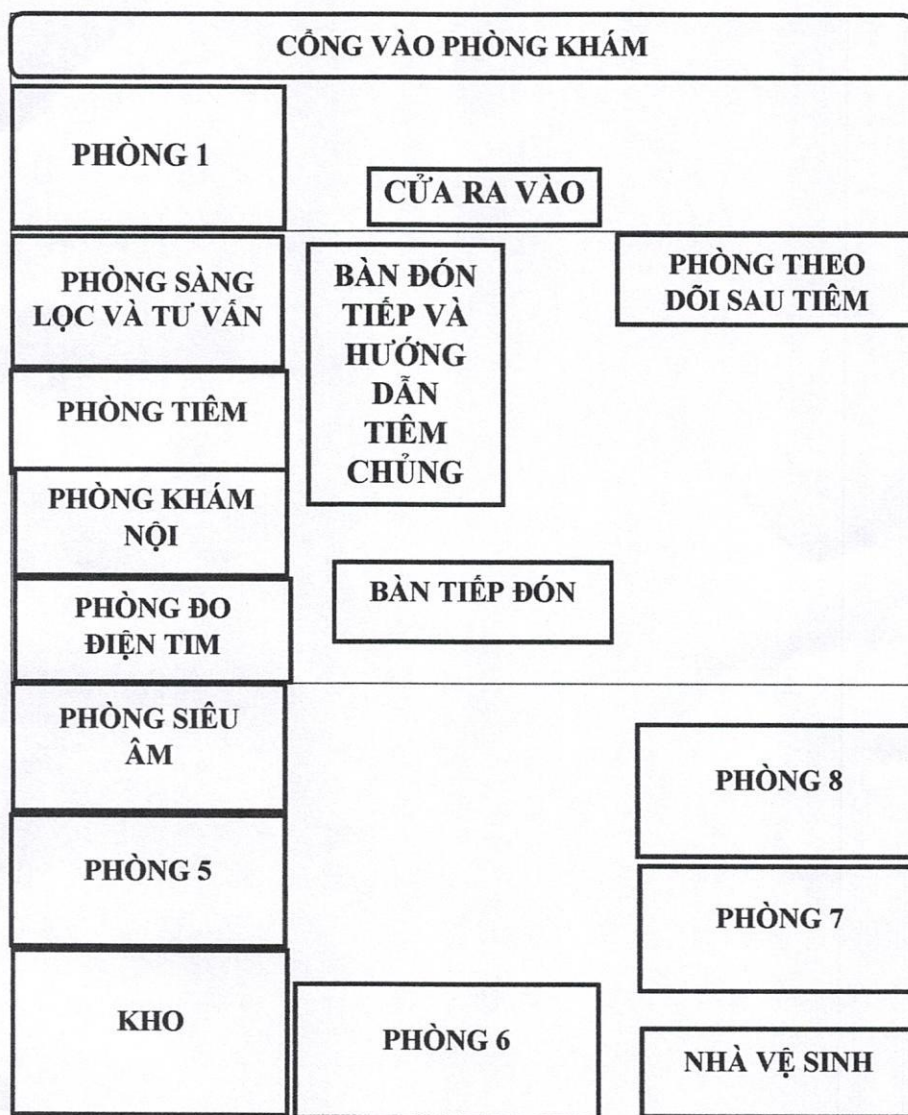 CỔNG VÀO PHÒNG KHÁM
PHÒNG 1
CỬA RA VÀO
PHÒNG SÀNG
LỌC VÀ TƯ VẤN
BÀN ĐÓN
TIẾP VÀ
HƯỚNG
DẪN
TIÊM
CHỦNG
PHÒNG THEO
DÕI SAU TIÊM
PHÒNG TIÊM
PHÒNG KHÁM
NỘI
BÀN TIẾP ĐÓN
PHÒNG ĐO
ĐIỆN TIM
PHÒNG SIÊU
ÂM
PHÒNG 8
PHÒNG 5
PHÒNG 7
KHO
PHÒNG 6
NHÀ VỆ SINH